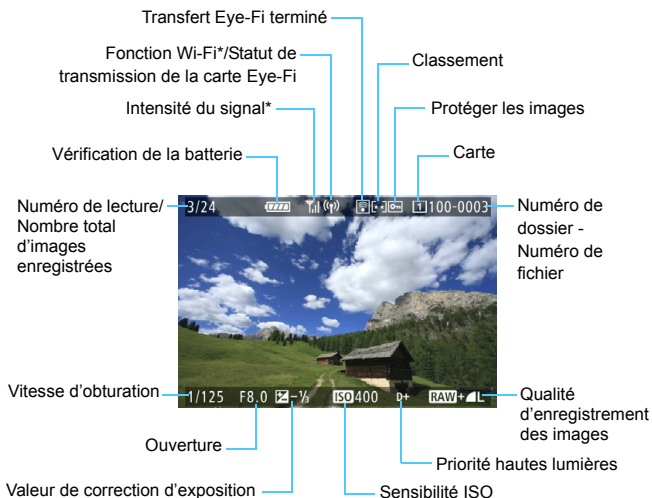 Transfert Eye-Fi terminé
Fonction Wi-Fi*/Statut de
transmission de la carte Eye-Fi
Classement
Intensité du signal*
Protéger les images
Vérification de la batterie
Carte
Numéro de lecture/
Nombre total
d'images
enregistrées
3/24
1
100-0003
Numéro de
dossier -
Numéro de
fichier
Vitesse d'obturation
1/125 F8.0 -⅓ ISO400 D+ RAW+L
Qualité
d'enregistrement
des images
Ouverture
Priorité hautes lumières
Valeur de correction d'exposition
Sensibilité ISO